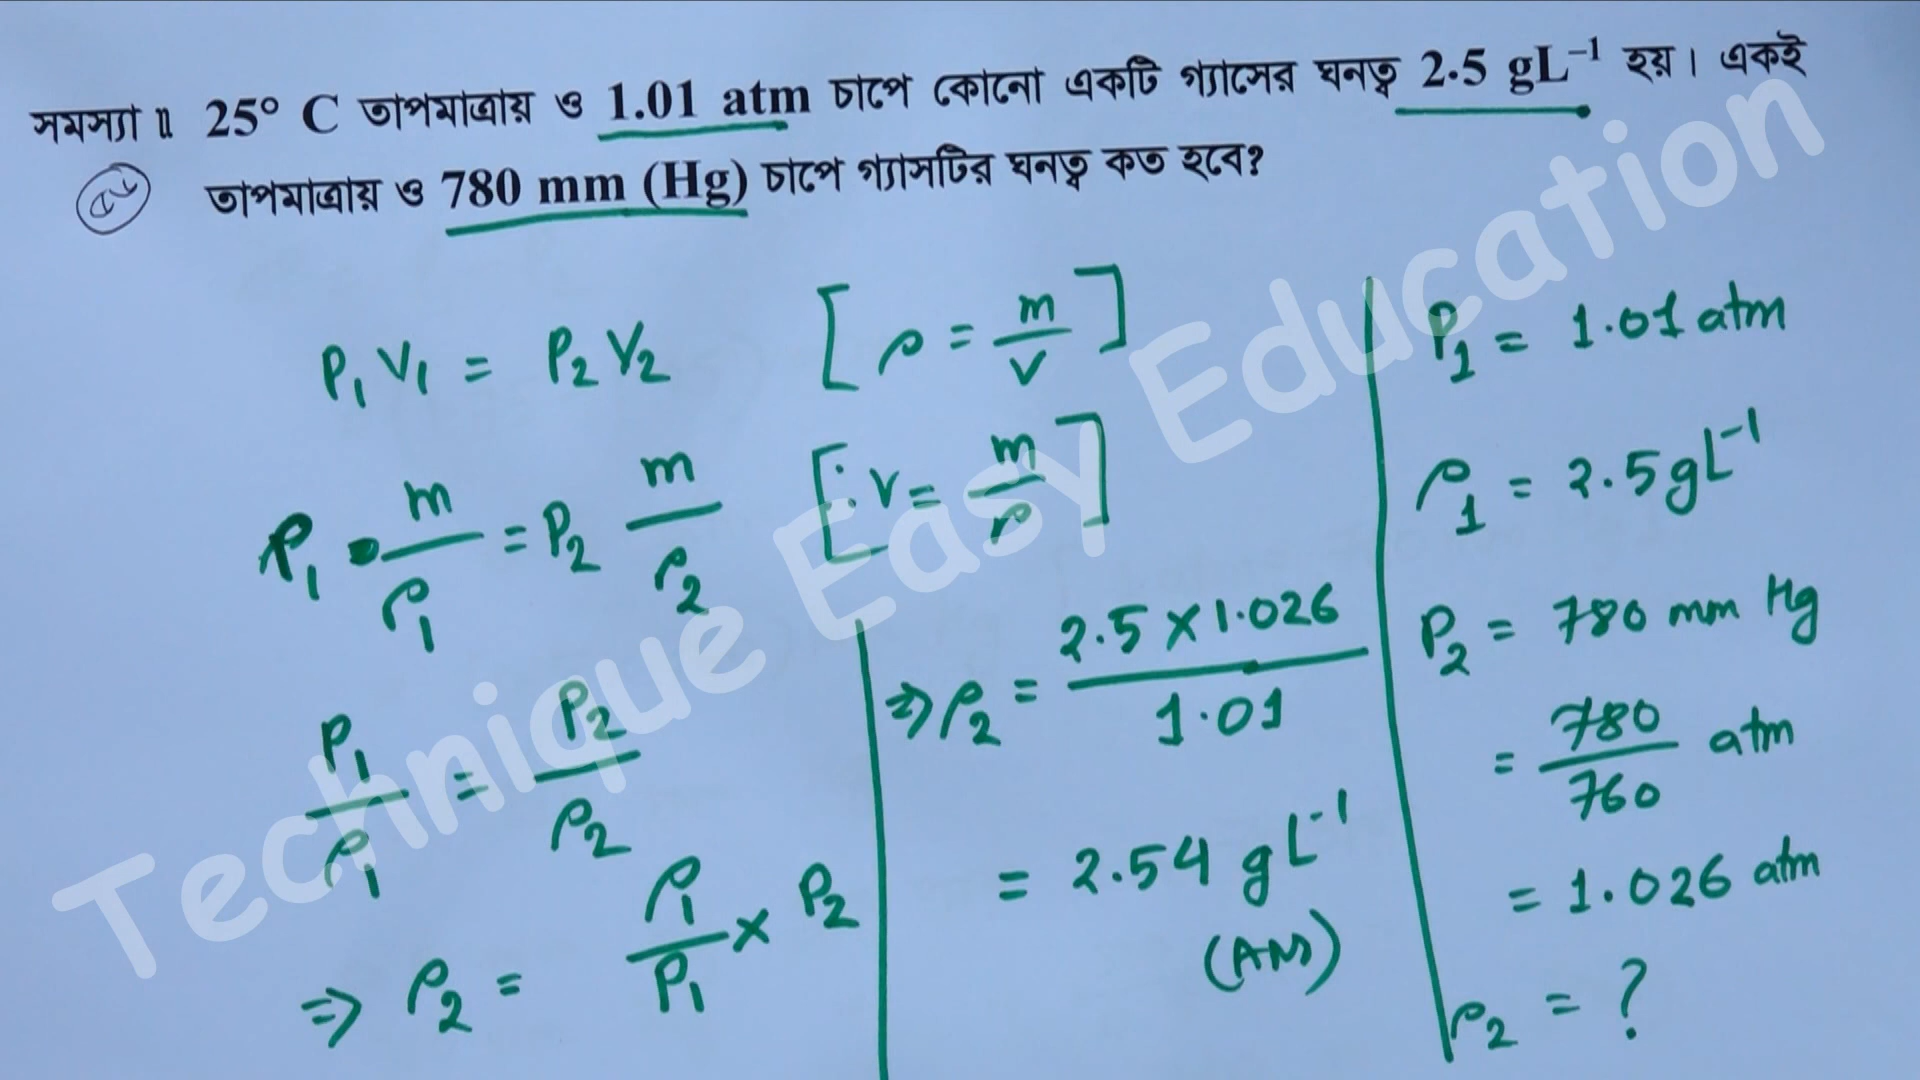 সমস্যা ॥ 25° C তাপমাত্রায় ও 1.01 atm চাপে কোনো একটি গ্যাসের ঘনত্ব 2.5 gL⁻¹ হয়। একই
তাপমাত্রায় ও 780 mm (Hg) চাপে গ্যাসটির ঘনত্ব কত হবে?
P₁V₁ = P₂V₂ [ρ = m/V]
P₁ · m/ρ₁ = P₂ m/ρ₂ [∴ V = m/ρ]
P₁/ρ₁ = P₂/ρ₂
⇒ ρ₂ = ρ₁/P₁ × P₂
⇒ ρ₂ = 2.5 × 1.026 / 1.01
= 2.54 gL⁻¹
(Ans)
P₁ = 1.01 atm
ρ₁ = 2.5 gL⁻¹
P₂ = 780 mm Hg
= 780/760 atm
= 1.026 atm
ρ₂ = ?
Technique Easy Education